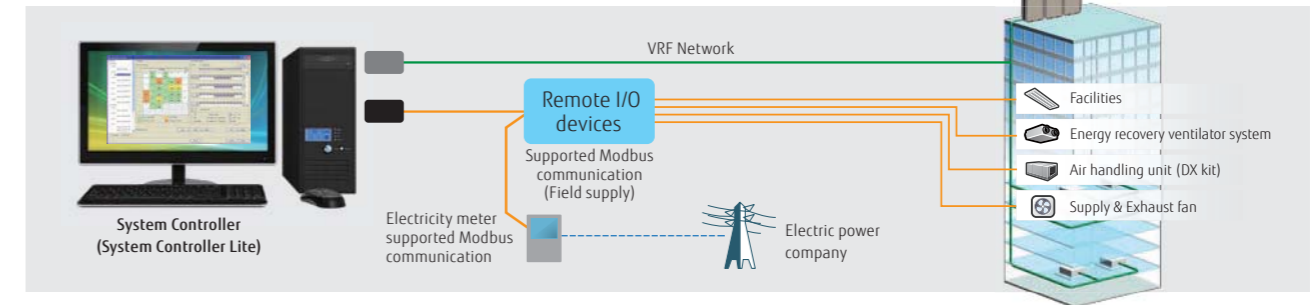 VRF Network
Remote I/O
devices
Supported Modbus
communication
(Field supply)
Facilities
Energy recovery ventilator system
Air handling unit (DX kit)
Supply & Exhaust fan
System Controller
(System Controller Lite)
Electricity meter
supported Modbus
communication
Electric power
company